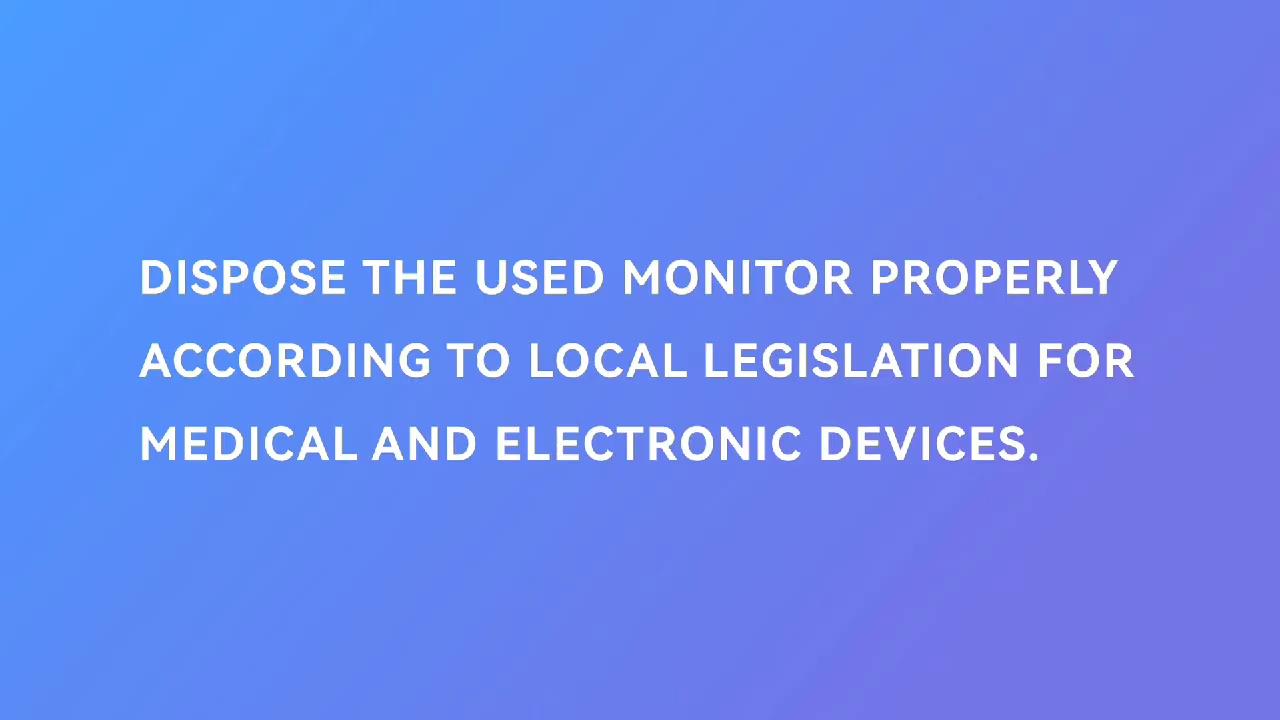 DISPOSE THE USED MONITOR PROPERLY
ACCORDING TO LOCAL LEGISLATION FOR
MEDICAL AND ELECTRONIC DEVICES.